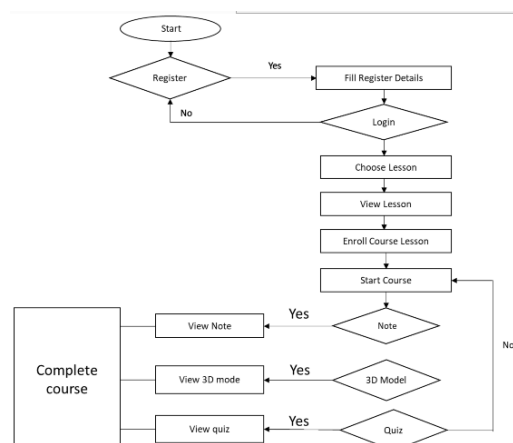 Start
Register
Yes
Fill Register Details
No
Login
Choose Lesson
View Lesson
Enroll Course Lesson
Start Course
View Note
Yes
Note
No
Complete
course
View 3D mode
Yes
3D Model
View quiz
Yes
Quiz